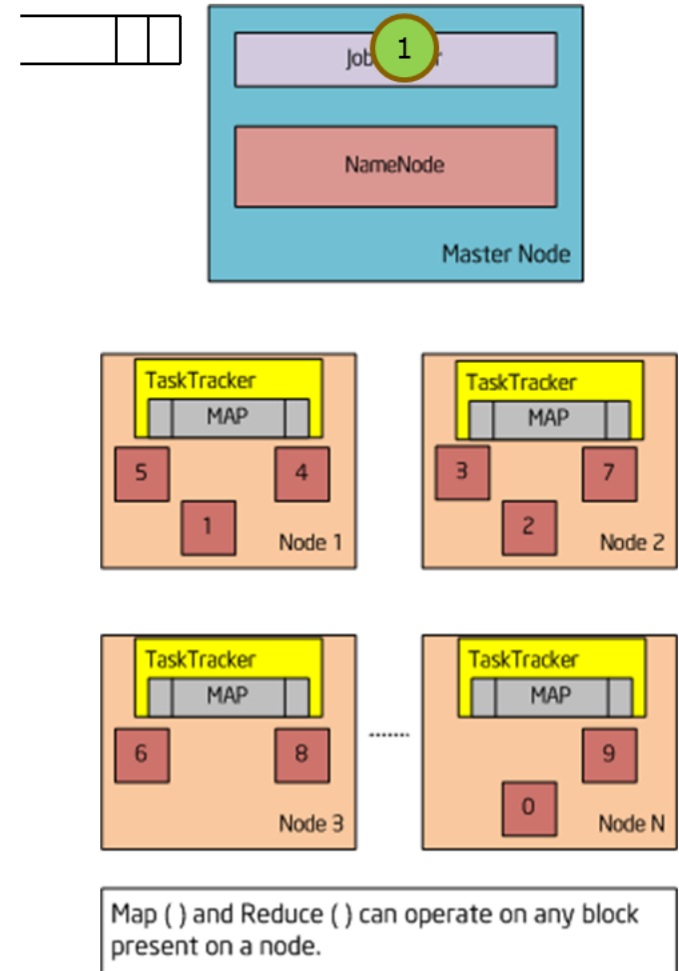 1
Job
NameNode
Master Node
TaskTracker
MAP
5
4
1
Node 1
TaskTracker
MAP
3
7
2
Node 2
TaskTracker
MAP
6
8
Node 3
.......
TaskTracker
MAP
9
0
Node N
Map ( ) and Reduce ( ) can operate on any block
present on a node.